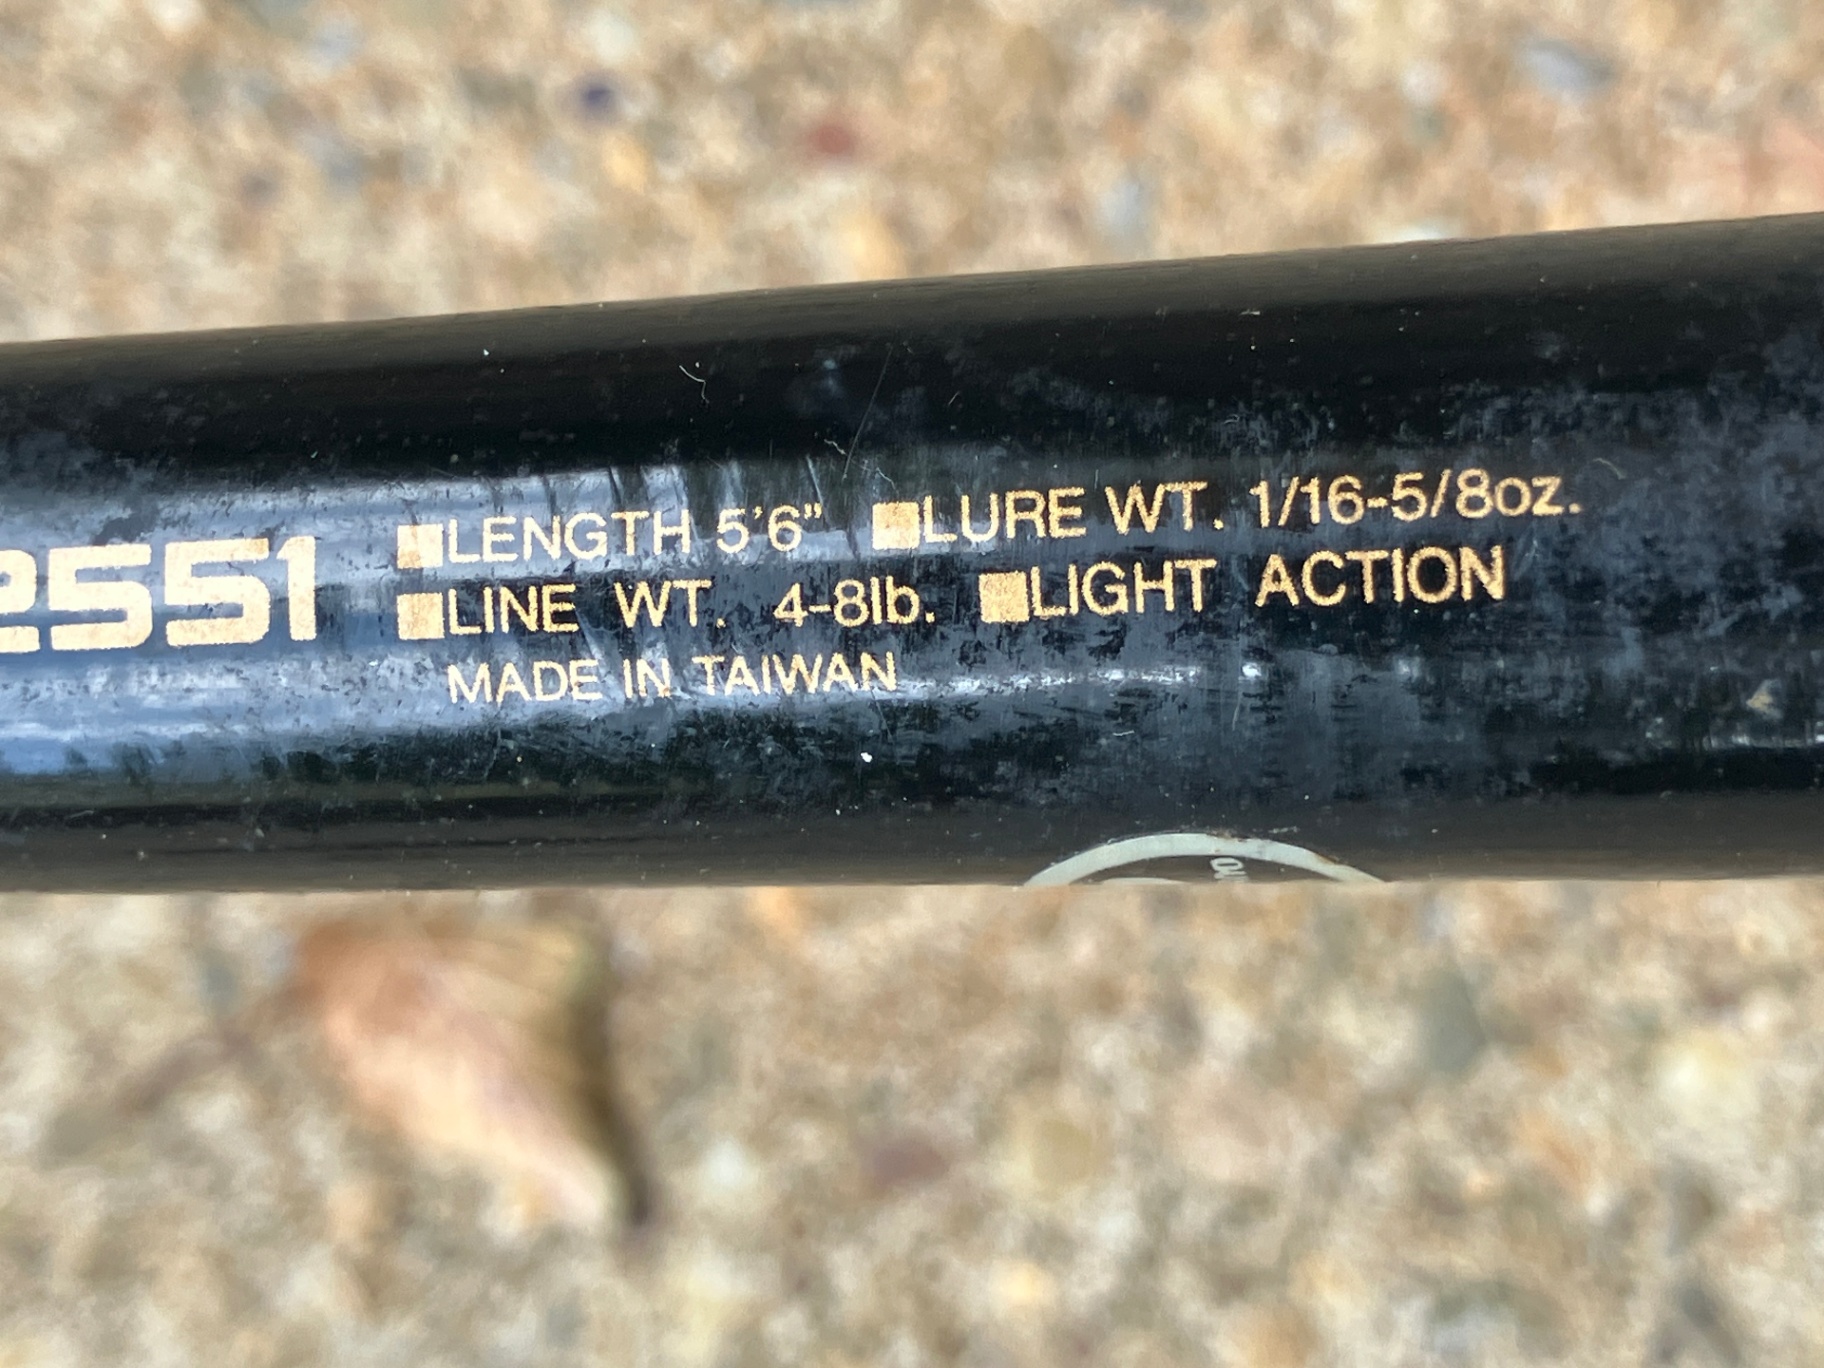 2551 ■LENGTH 5'6" ■LURE WT. 1/16-5/8oz.
■LINE WT. 4-8lb. ■LIGHT ACTION
MADE IN TAIWAN